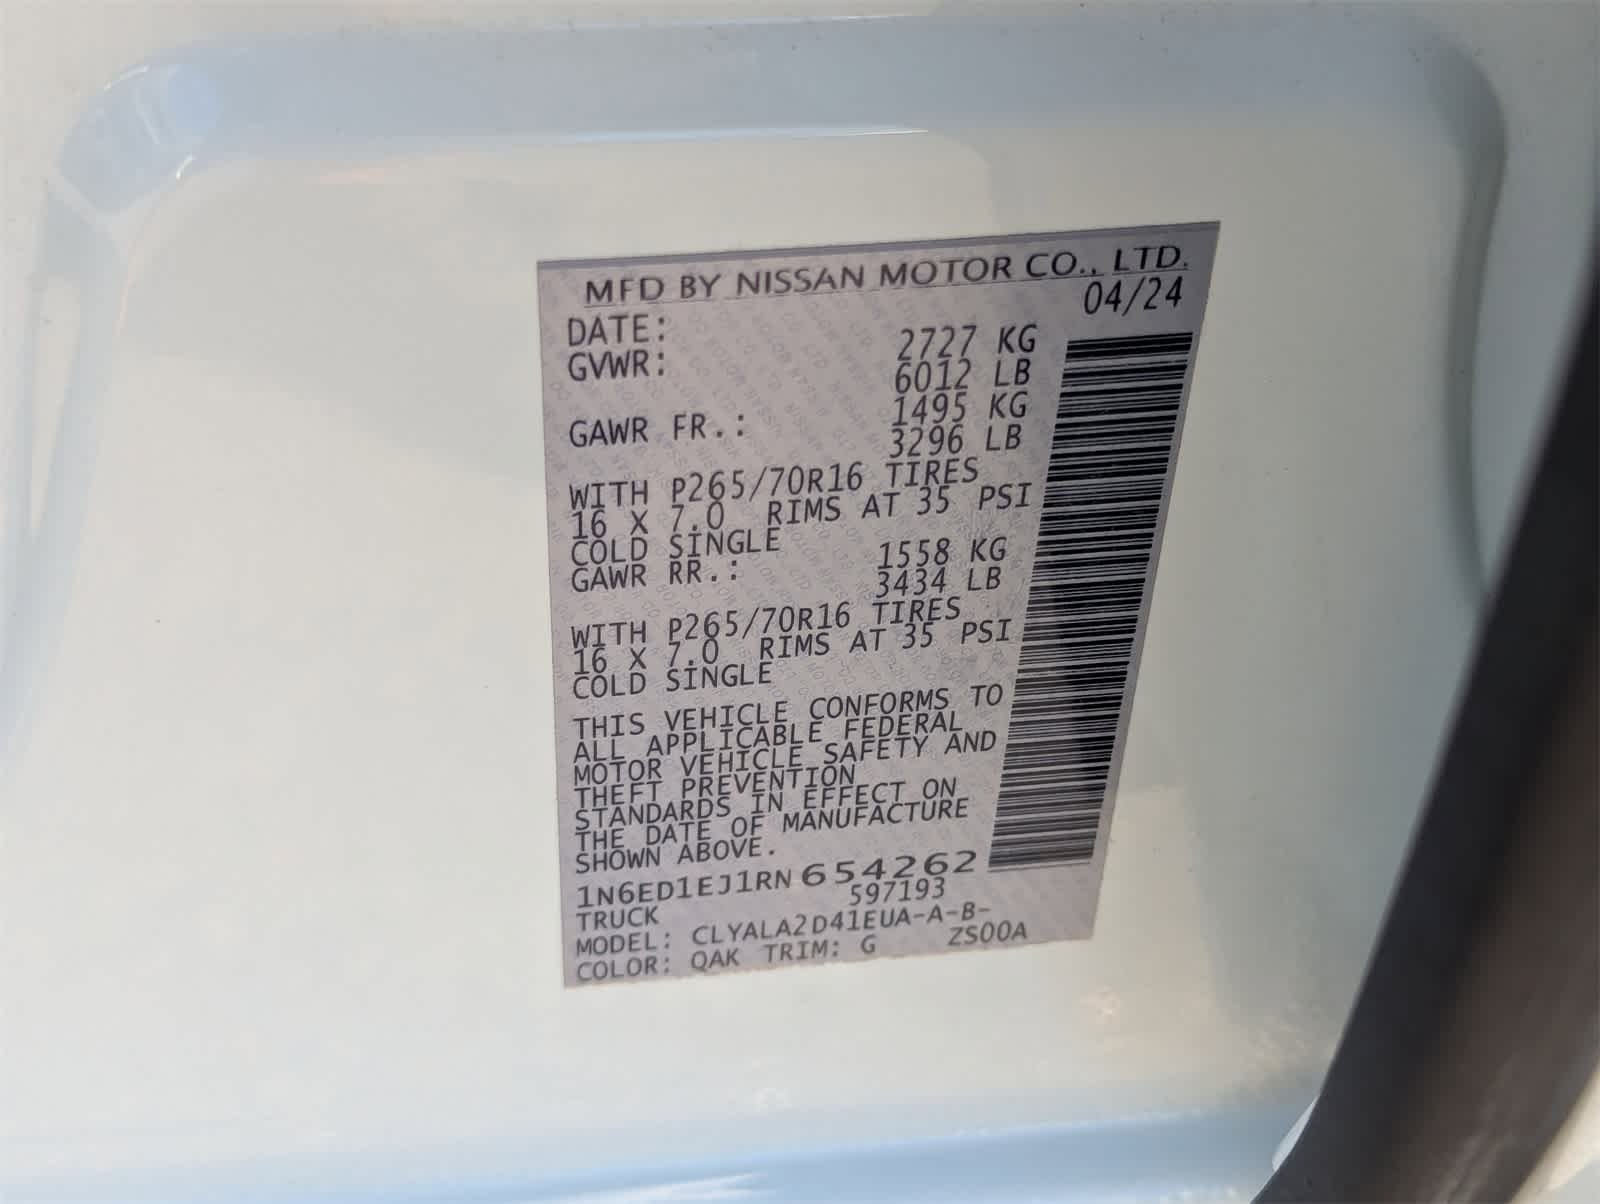 MFD BY NISSAN MOTOR CO., LTD.
DATE: 04/24
GVWR: 2727 KG
6012 LB
GAWR FR.: 1495 KG
3296 LB
WITH P265/70R16 TIRES
16 X 7.0 RIMS AT 35 PSI
COLD SINGLE
GAWR RR.: 1558 KG
3434 LB
WITH P265/70R16 TIRES
16 X 7.0 RIMS AT 35 PSI
COLD SINGLE
THIS VEHICLE CONFORMS TO
ALL APPLICABLE FEDERAL
MOTOR VEHICLE SAFETY AND
THEFT PREVENTION
STANDARDS IN EFFECT ON
THE DATE OF MANUFACTURE
SHOWN ABOVE.
1N6ED1EJ1RN654262
TRUCK 597193
MODEL: CLYALA2D41EUA-A-B-
COLOR: QAK TRIM: G ZS00A